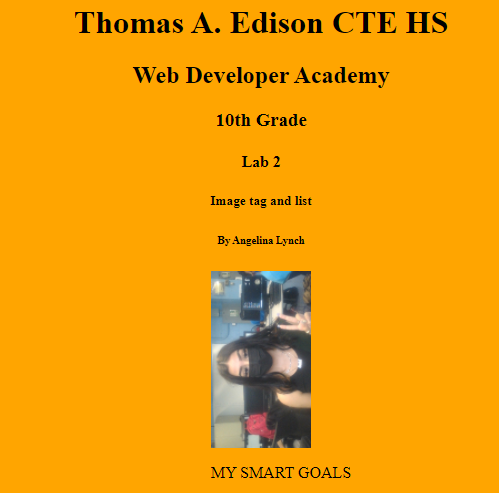 Thomas A. Edison CTE HS
Web Developer Academy
10th Grade
Lab 2
Image tag and list
By Angelina Lynch
MY SMART GOALS